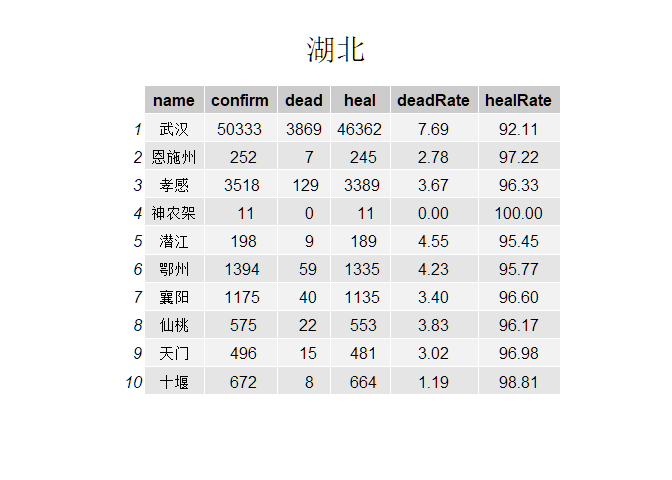 湖北
name confirm dead heal deadRate healRate
1 武汉 50333 3869 46362 7.69 92.11
2 恩施州 252 7 245 2.78 97.22
3 孝感 3518 129 3389 3.67 96.33
4 神农架 11 0 11 0.00 100.00
5 潜江 198 9 189 4.55 95.45
6 鄂州 1394 59 1335 4.23 95.77
7 襄阳 1175 40 1135 3.40 96.60
8 仙桃 575 22 553 3.83 96.17
9 天门 496 15 481 3.02 96.98
10 十堰 672 8 664 1.19 98.81